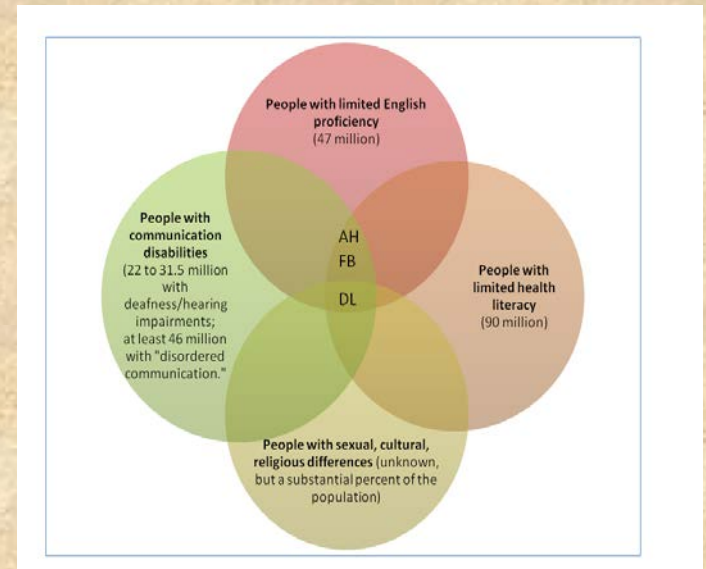 People with limited English
proficiency
(47 million)
People with
communication
disabilities
(22 to 31.5 million
with
deafness/hearing
impairments;
at least 46 million
with "disordered
communication."
AH
FB
DL
People with
limited health
literacy
(90 million)
People with sexual, cultural,
religious differences (unknown,
but a substantial percent of the
population)